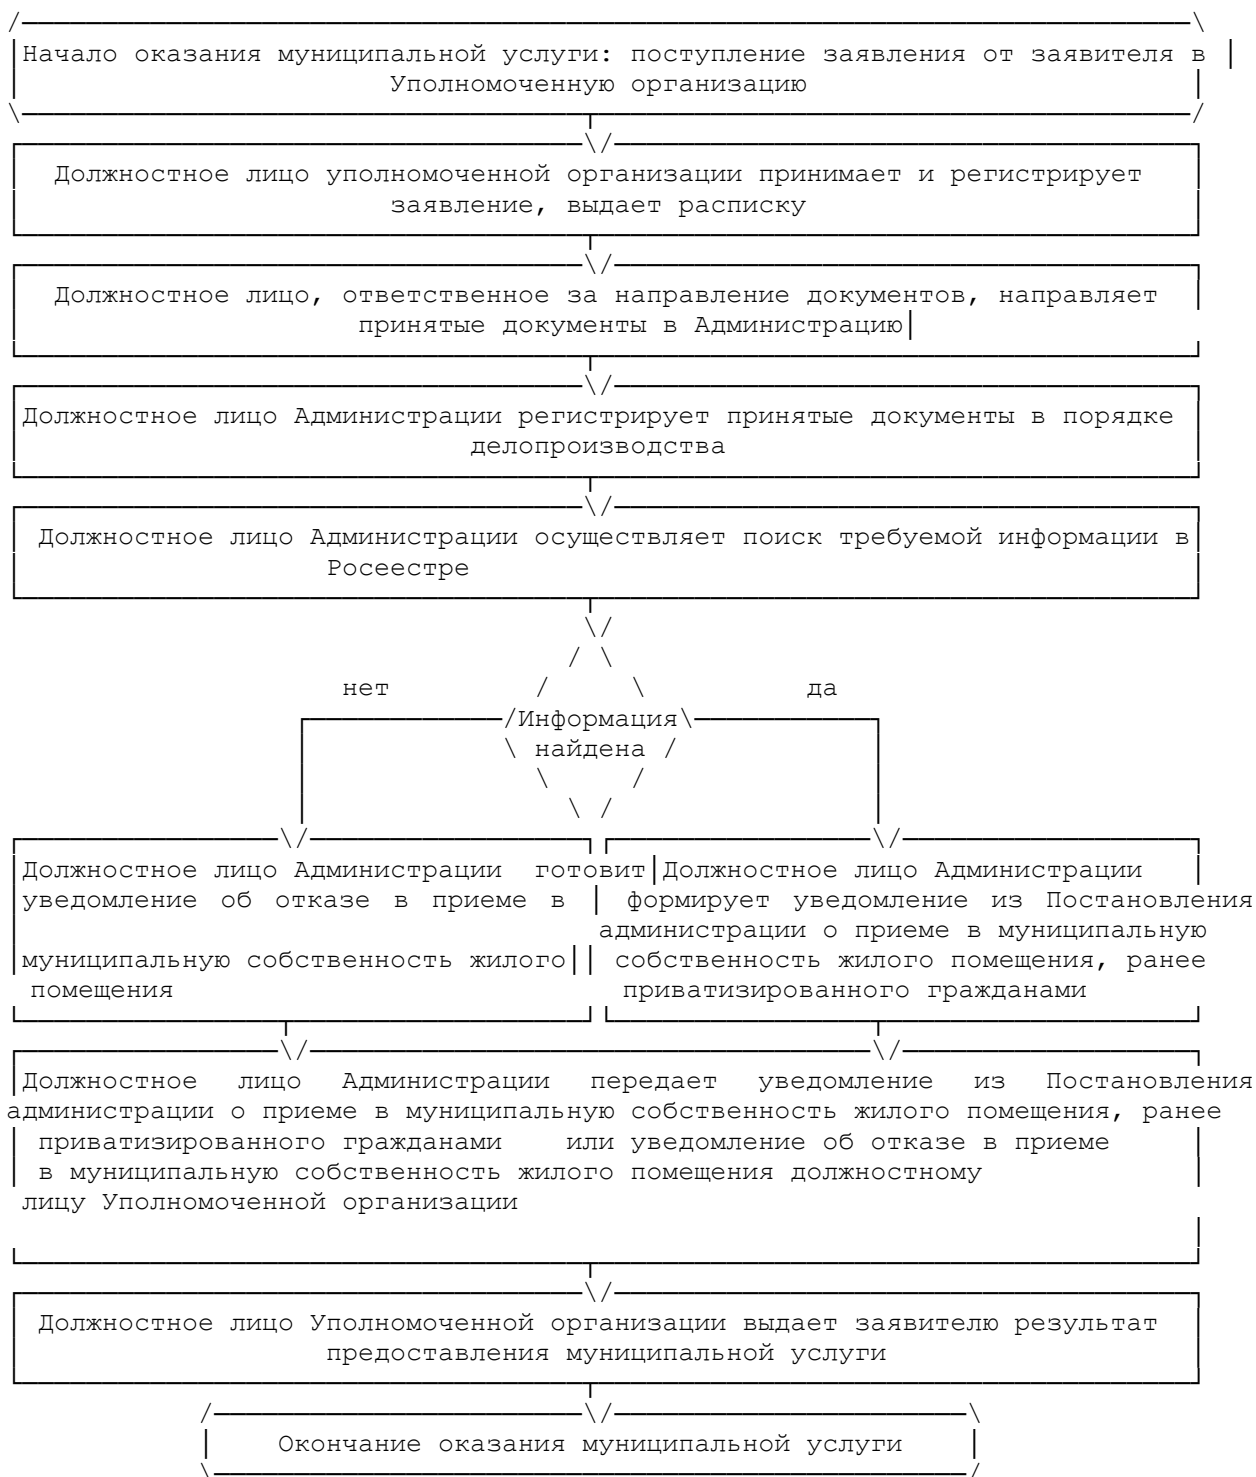 Начало оказания муниципальной услуги: поступление заявления от заявителя в
Уполномоченную организацию
Должностное лицо уполномоченной организации принимает и регистрирует
заявление, выдает расписку
Должностное лицо, ответственное за направление документов, направляет
принятые документы в Администрацию
Должностное лицо Администрации регистрирует принятые документы в порядке
делопроизводства
Должностное лицо Администрации осуществляет поиск требуемой информации в
Росеестре
нет
да
Информация
найдена
Должностное лицо Администрации готовит
уведомление об отказе в приеме в
муниципальную собственность жилого
помещения
Должностное лицо Администрации
формирует уведомление из Постановления
администрации о приеме в муниципальную
собственность жилого помещения, ранее
приватизированного гражданами
Должностное лицо Администрации передает уведомление из Постановления
администрации о приеме в муниципальную собственность жилого помещения, ранее
приватизированного гражданами или уведомление об отказе в приеме
в муниципальную собственность жилого помещения должностному
лицу Уполномоченной организации
Должностное лицо Уполномоченной организации выдает заявителю результат
предоставления муниципальной услуги
Окончание оказания муниципальной услуги